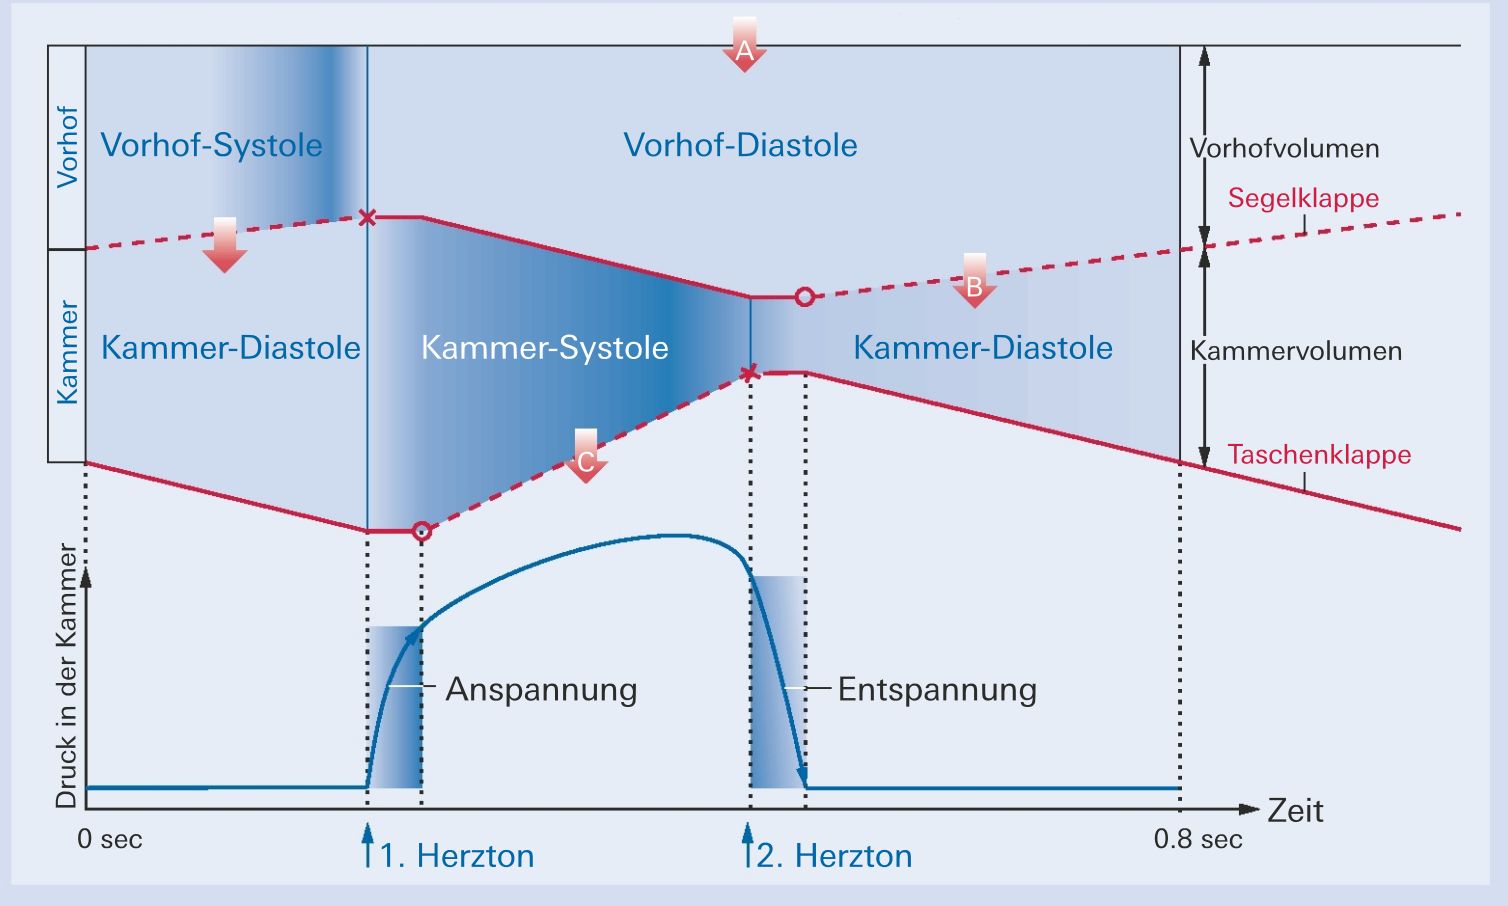 A
Vorhof
Vorhof-Systole
Vorhof-Diastole
Vorhofvolumen
Segelklappe
B
Kammer
Kammer-Diastole
Kammer-Systole
Kammer-Diastole
Kammervolumen
C
Taschenklappe
Druck in der Kammer
Anspannung
Entspannung
Zeit
0 sec
0.8 sec
1. Herzton
2. Herzton